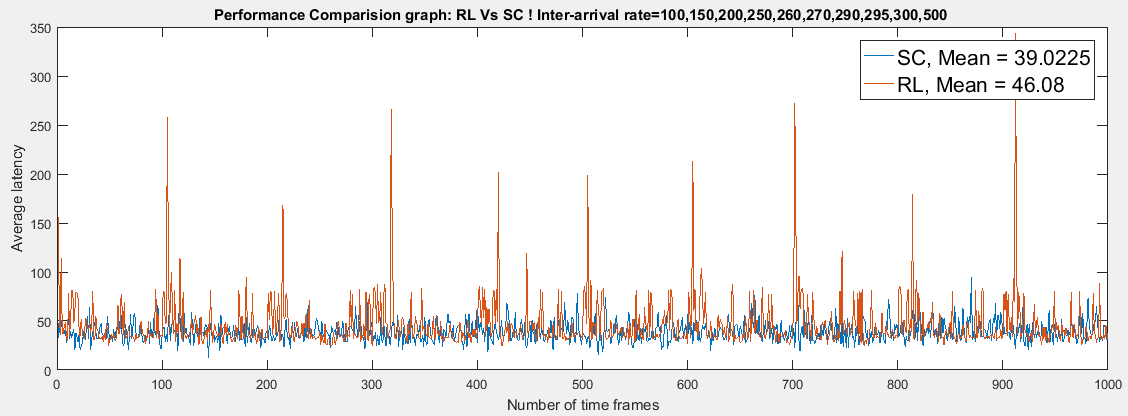 Performance Comparision graph: RL Vs SC ! Inter-arrival rate=100,150,200,250,260,270,290,295,300,500
350
300
250
200
150
100
50
0
Average latency
SC, Mean = 39.0225
RL, Mean = 46.08
0 100 200 300 400 500 600 700 800 900 1000
Number of time frames